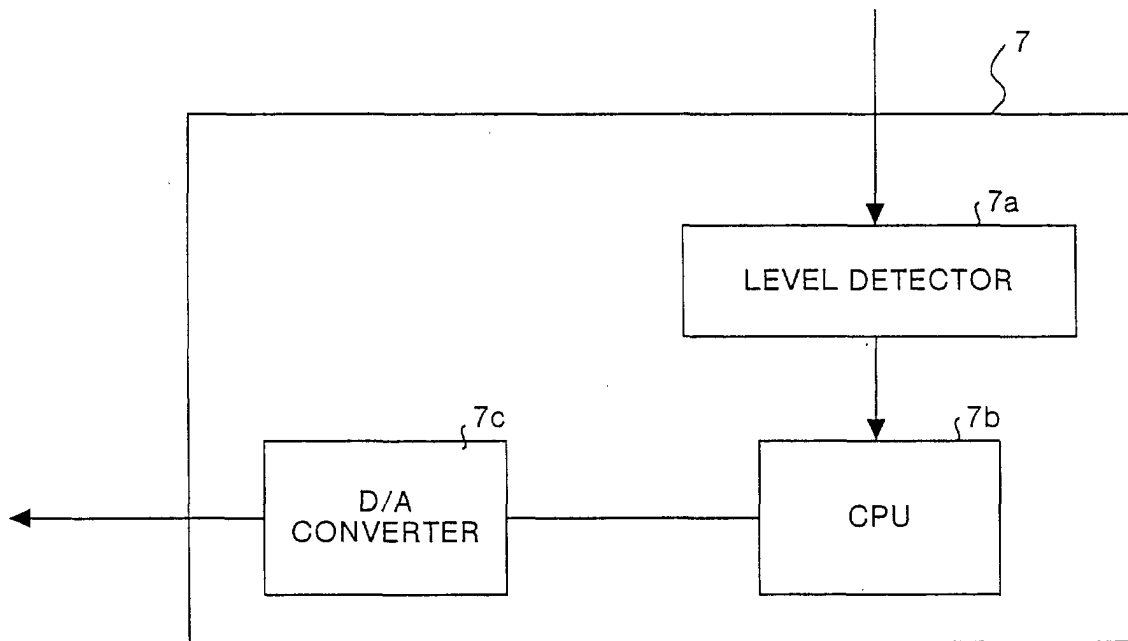 7
7a
LEVEL DETECTOR
7c
7b
D/A
CONVERTER
CPU